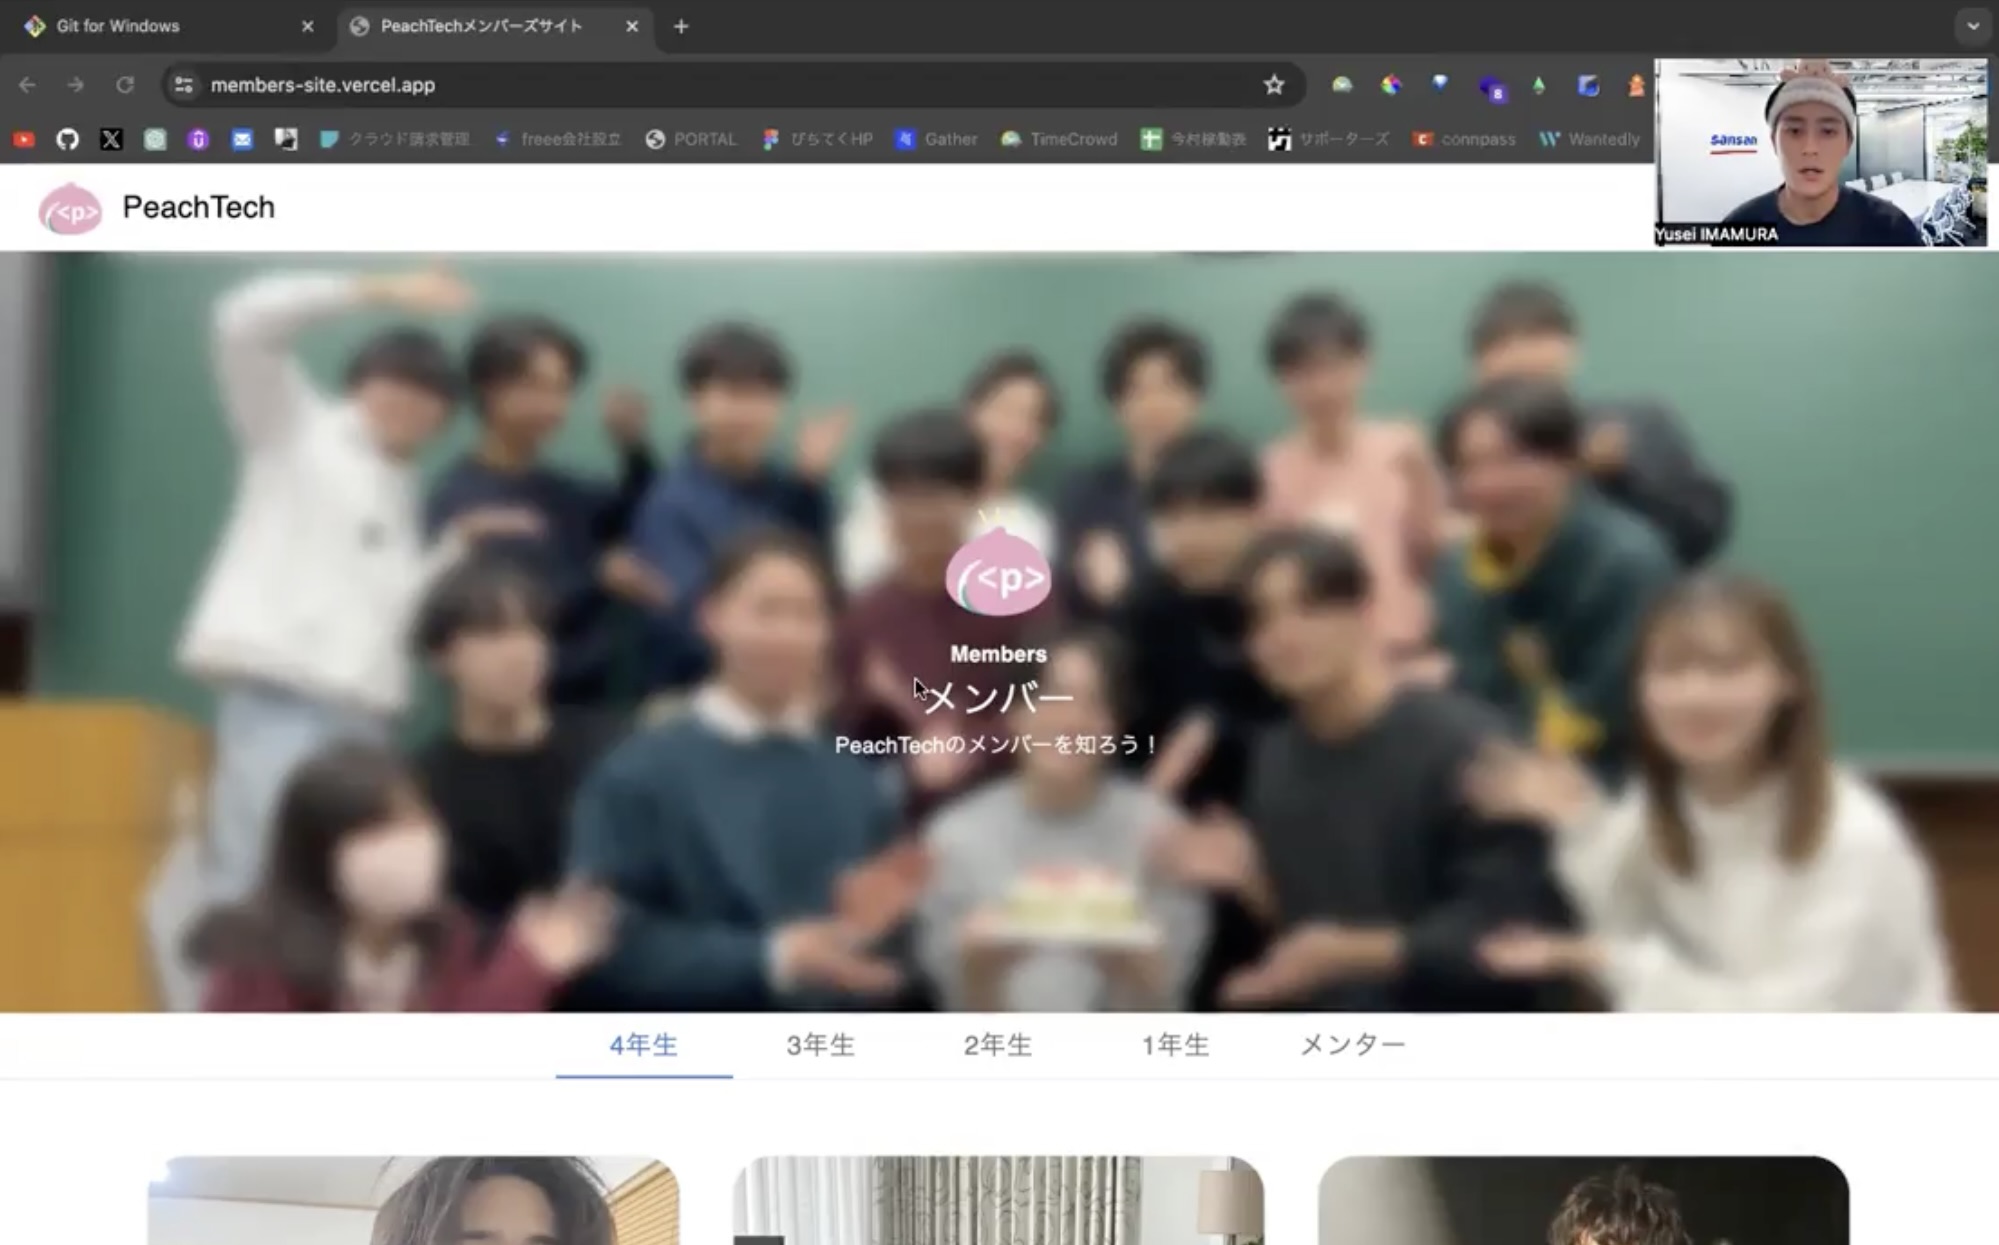 Git for Windows
PeachTechメンバーズサイト
members-site.vercel.app
8
クラウド請求管理
freee会社設立
PORTAL
ぴちてくHP
Gather
TimeCrowd
今村稼働表
サポーターズ
connpass
Wantedly
sansan
Yusei IMAMURA
<p>
PeachTech
<p>
Members
メンバー
PeachTechのメンバーを知ろう！
4年生
3年生
2年生
1年生
メンター